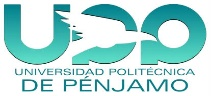 upp
UNIVERSIDAD POLITÉCNICA
DE PÉNJAMO